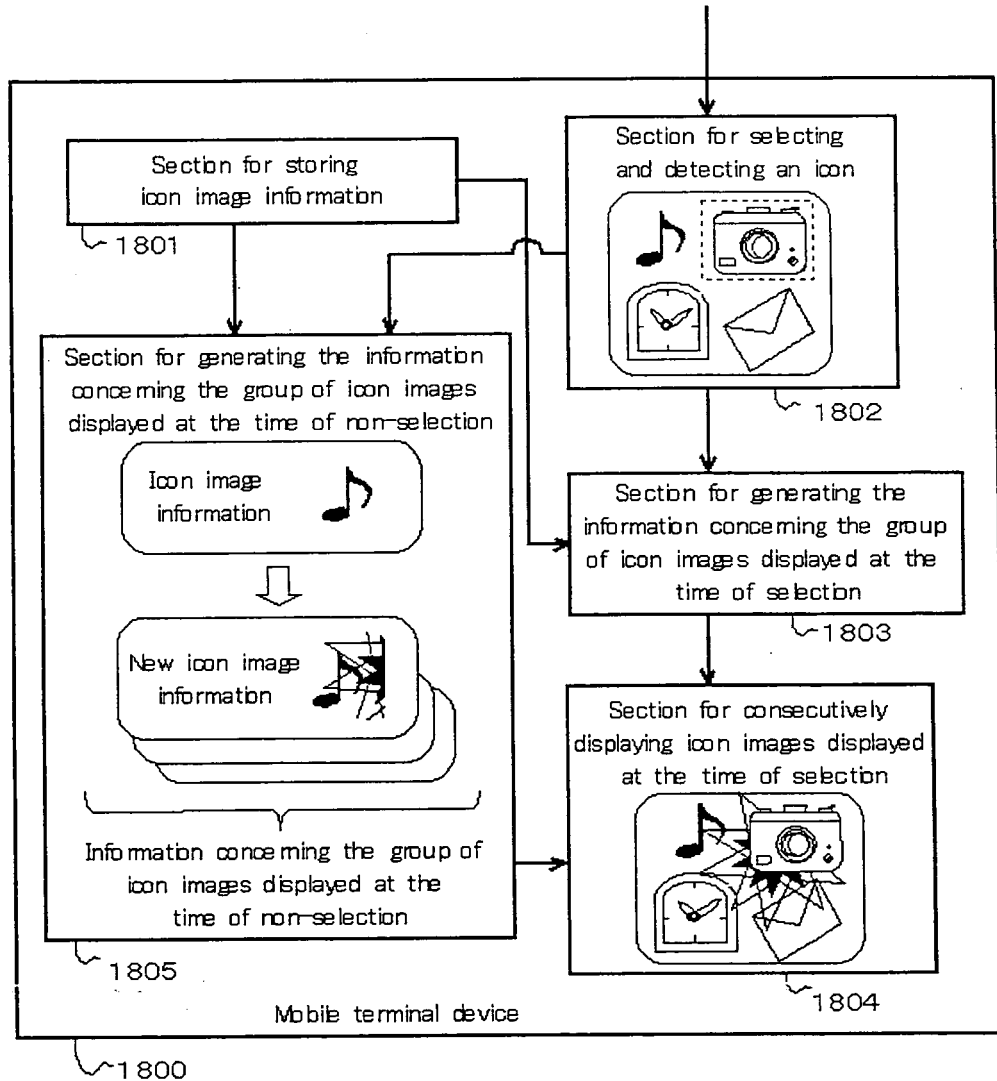 Section for storing
icon image information
1801
Section for selecting
and detecting an icon
1802
Section for generating the information
concerning the group of icon images
displayed at the time of non-selection
Icon image
information
New icon image
information
Information concerning the group of
icon images displayed at the
time of non-selection
1805
Section for generating the
information concerning the group
of icon images displayed at the
time of selection
1803
Section for consecutively
displaying icon images displayed
at the time of selection
1804
Mobile terminal device
1800